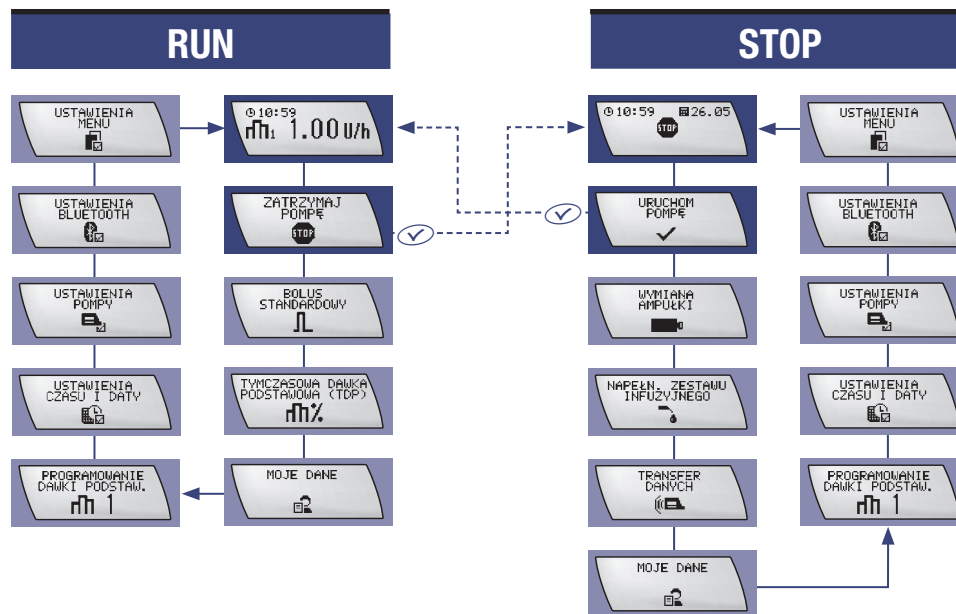 RUN
USTAWIENIA
MENU
10:59
1 1.00 U/h
USTAWIENIA
BLUETOOTH
ZATRZYMAJ
POMPĘ
STOP
USTAWIENIA
POMPY
BOLUS
STANDARDOWY
USTAWIENIA
CZASU I DATY
TYMCZASOWA DAWKA
PODSTAWOWA (TDP)
%
PROGRAMOWANIE
DAWKI PODSTAW.
1
MOJE DANE
STOP
10:59 26.05
STOP
USTAWIENIA
MENU
URUCHOM
POMPĘ
USTAWIENIA
BLUETOOTH
WYMIANA
AMPUŁKI
USTAWIENIA
POMPY
NAPEŁN. ZESTAWU
INFUZYJNEGO
USTAWIENIA
CZASU I DATY
TRANSFER
DANYCH
PROGRAMOWANIE
DAWKI PODSTAW.
1
MOJE DANE